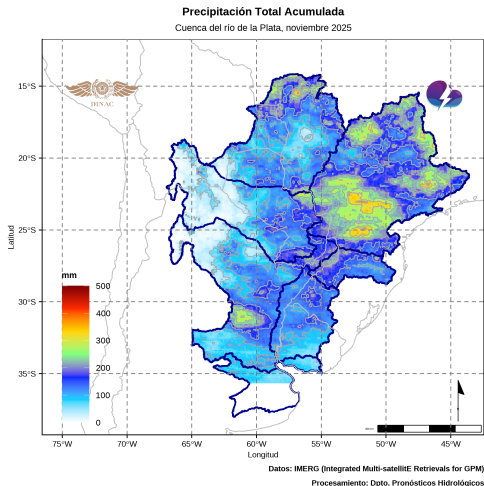 Precipitación Total Acumulada
Cuenca del río de la Plata, noviembre 2025
15°S
20°S
25°S
30°S
35°S
Latitud
DINAC
mm
500
400
300
200
100
0
75°W
70°W
65°W
60°W
55°W
50°W
45°W
Longitud
Datos: IMERG (Integrated Multi-satellitE Retrievals for GPM)
Procesamiento: Dpto. Pronósticos Hidrológicos